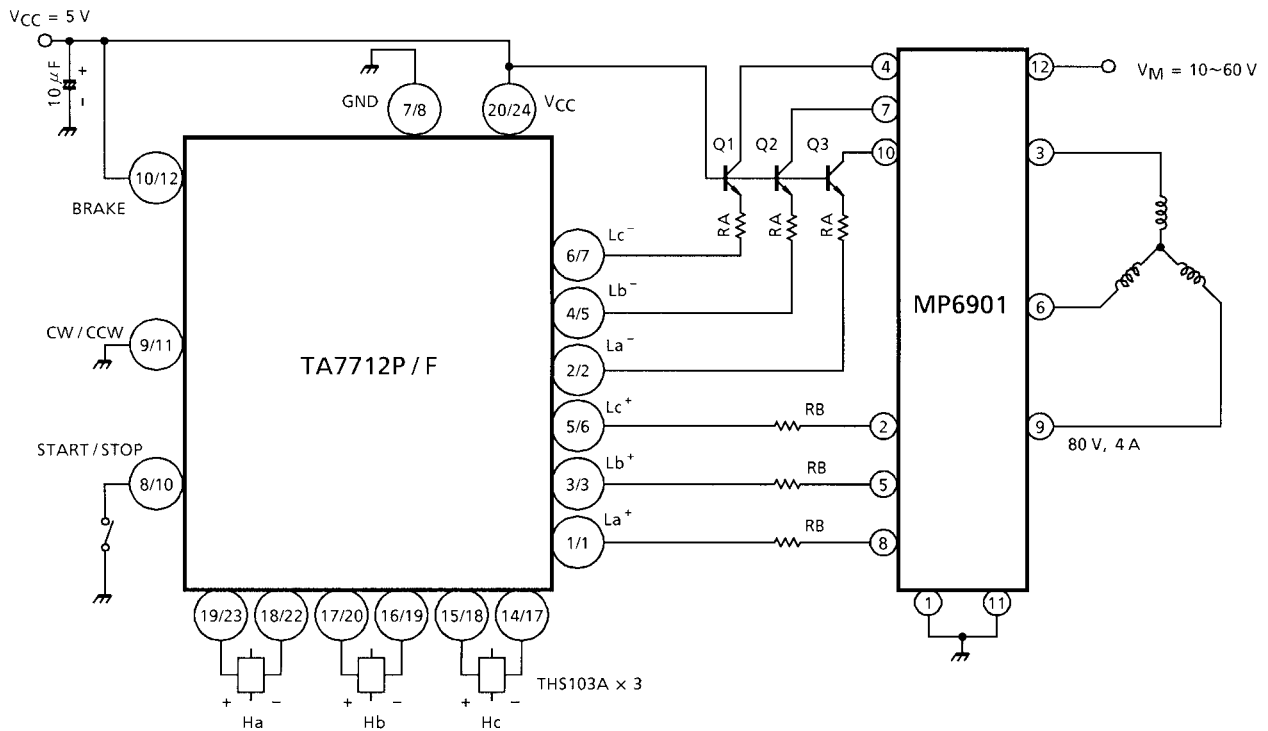 VCC = 5 V
10 μF
+
-
GND
7/8
20/24
VCC
4
12
VM = 10~60 V
7
Q1
Q2
Q3
10
3
10/12
BRAKE
RA
RA
RA
6/7
Lc-
4/5
Lb-
6
MP6901
CW / CCW
9/11
TA7712P / F
2/2
La-
5/6
Lc+
RB
2
9
80 V, 4 A
START / STOP
8/10
3/3
Lb+
RB
5
1/1
La+
RB
8
19/23
18/22
17/20
16/19
15/18
14/17
1
11
THS103A × 3
+ -
+ -
+ -
Ha
Hb
Hc